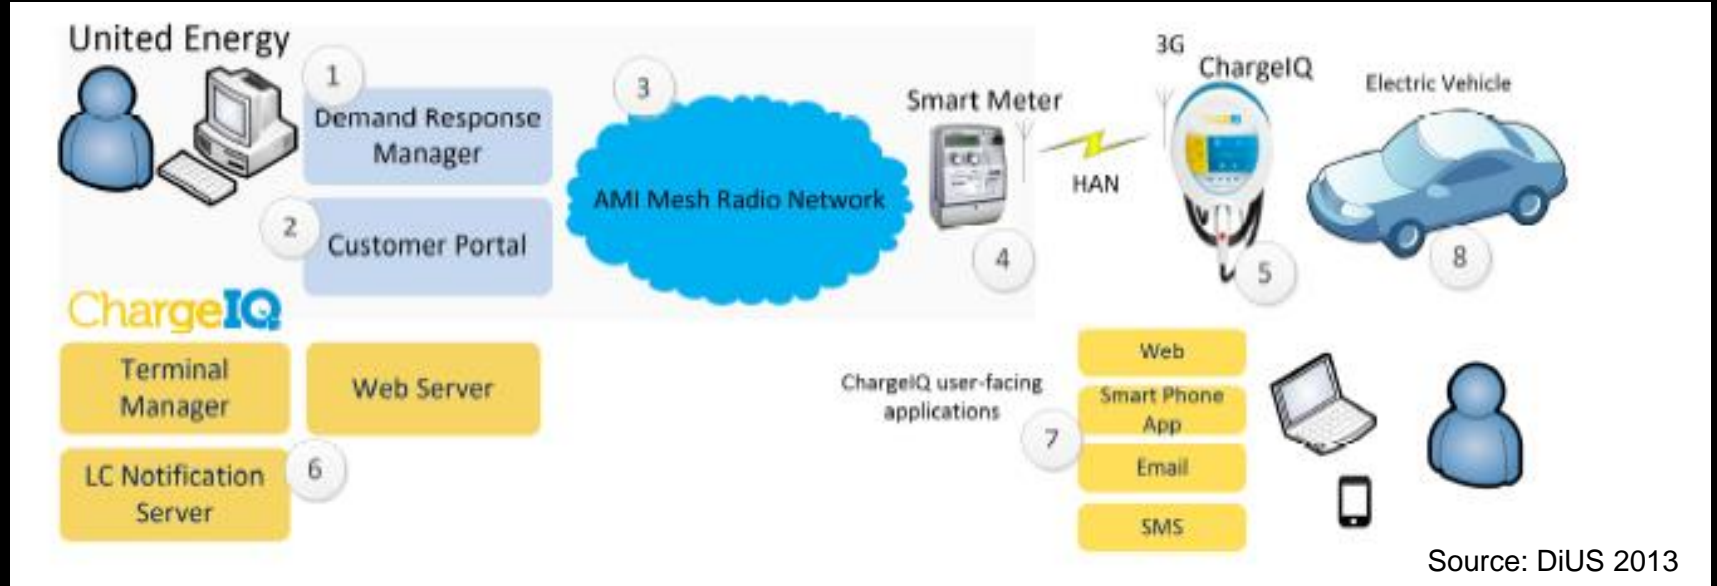 United Energy
1
Demand Response
Manager
2
Customer Portal
3
AMI Mesh Radio Network
Smart Meter
4
HAN
3G
ChargeIQ
5
Electric Vehicle
8
ChargeIQ
Terminal
Manager
Web Server
LC Notification
Server
6
ChargeIQ user-facing
applications
7
Web
Smart Phone
App
Email
SMS
Source: DiUS 2013